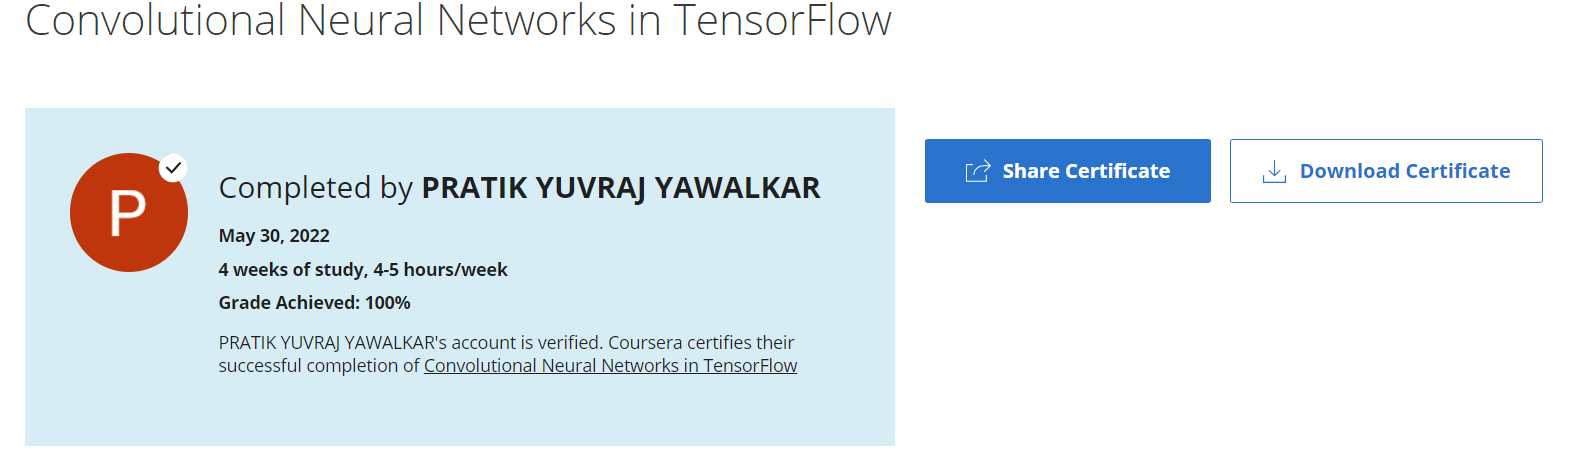 Convolutional Neural Networks in TensorFlow
P
Completed by PRATIK YUVRAJ YAWALKAR
May 30, 2022
4 weeks of study, 4-5 hours/week
Grade Achieved: 100%
PRATIK YUVRAJ YAWALKAR's account is verified. Coursera certifies their
successful completion of Convolutional Neural Networks in TensorFlow
Share Certificate
Download Certificate